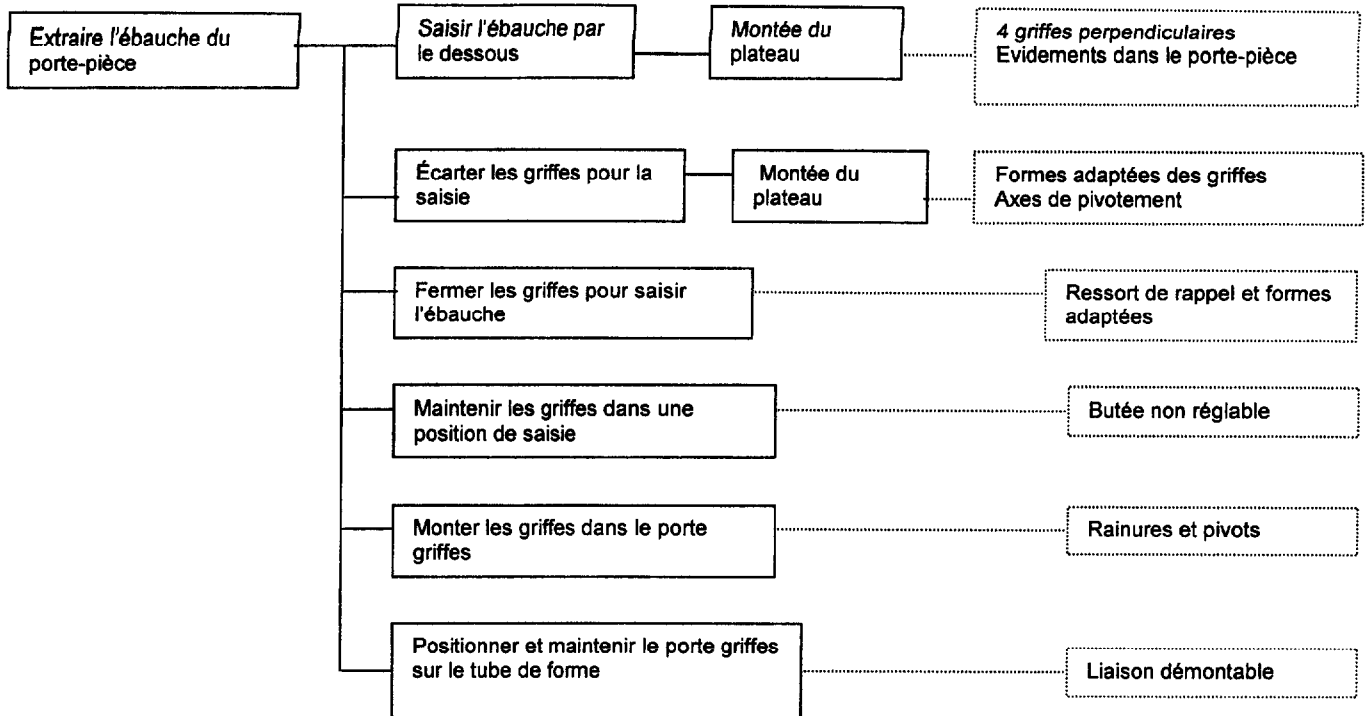 Extraire l'ébauche du
porte-pièce
Saisir l'ébauche par
le dessous
Montée du
plateau
4 griffes perpendiculaires
Evidements dans le porte-pièce
Écarter les griffes pour la
saisie
Montée du
plateau
Formes adaptées des griffes
Axes de pivotement
Fermer les griffes pour saisir
l'ébauche
Ressort de rappel et formes
adaptées
Maintenir les griffes dans une
position de saisie
Butée non réglable
Monter les griffes dans le porte
griffes
Rainures et pivots
Positionner et maintenir le porte griffes
sur le tube de forme
Liaison démontable